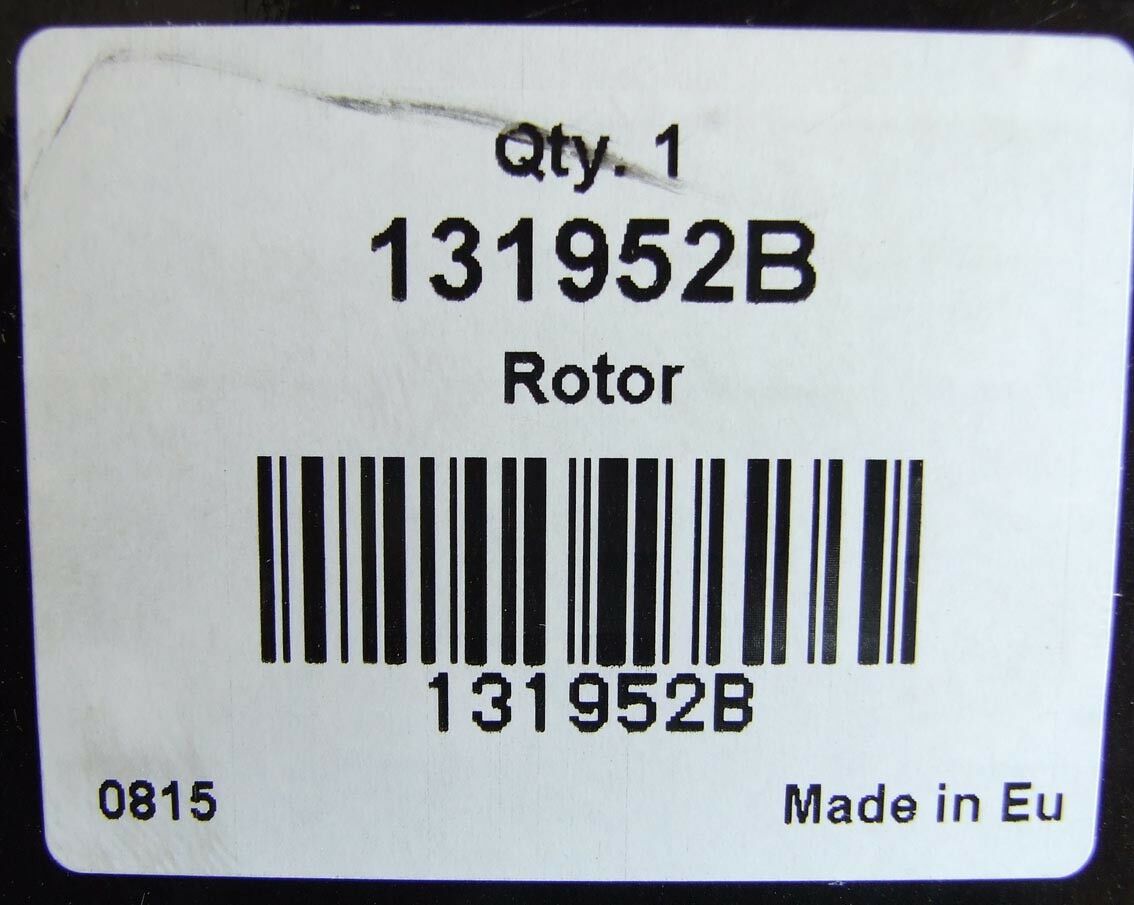 Qty. 1
131952B
Rotor
131952B
0815
Made in Eu